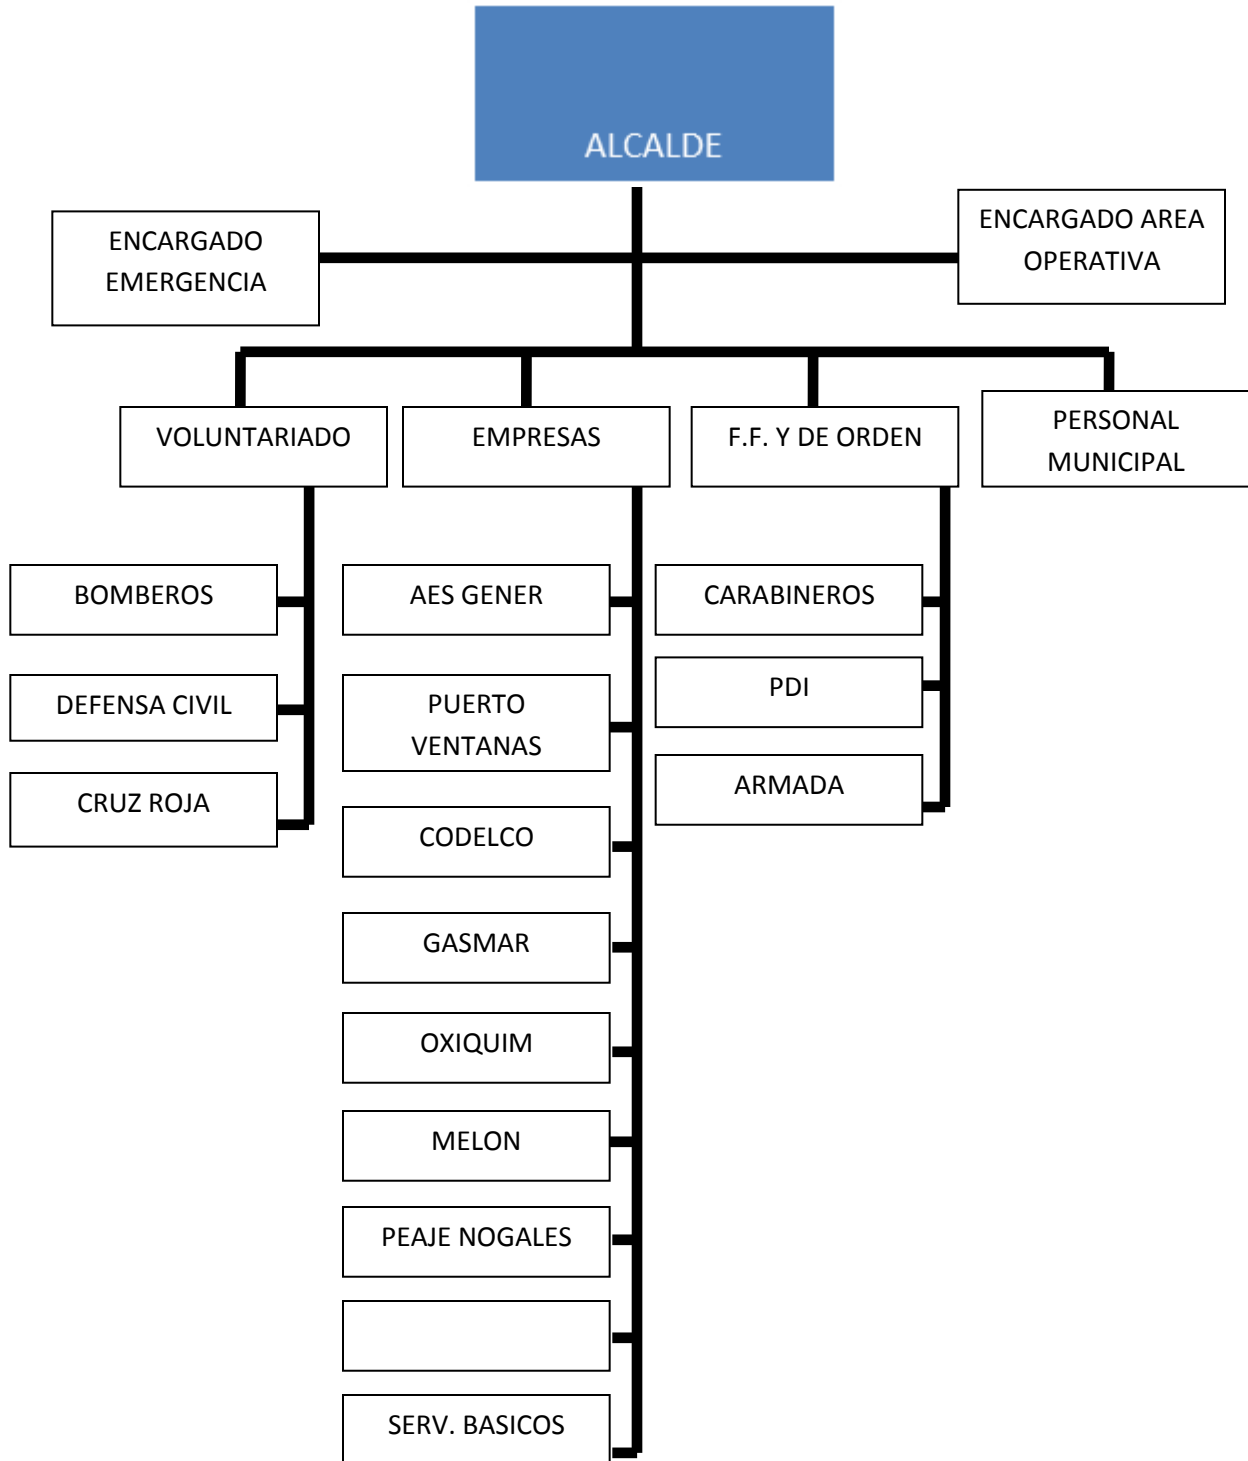 ALCALDE
ENCARGADO
EMERGENCIA
ENCARGADO AREA
OPERATIVA
VOLUNTARIADO
EMPRESAS
F.F. Y DE ORDEN
PERSONAL
MUNICIPAL
BOMBEROS
DEFENSA CIVIL
CRUZ ROJA
AES GENER
PUERTO
VENTANAS
CODELCO
GASMAR
OXIQUIM
MELON
PEAJE NOGALES
SERV. BASICOS
CARABINEROS
PDI
ARMADA